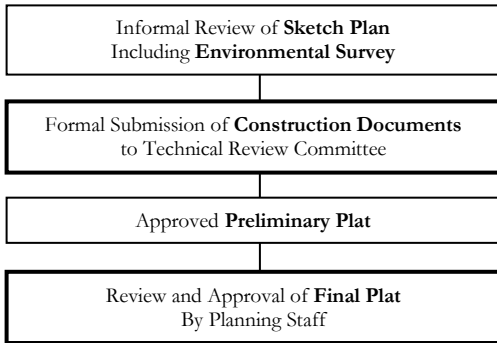 Informal Review of Sketch Plan
Including Environmental Survey
Formal Submission of Construction Documents
to Technical Review Committee
Approved Preliminary Plat
Review and Approval of Final Plat
By Planning Staff